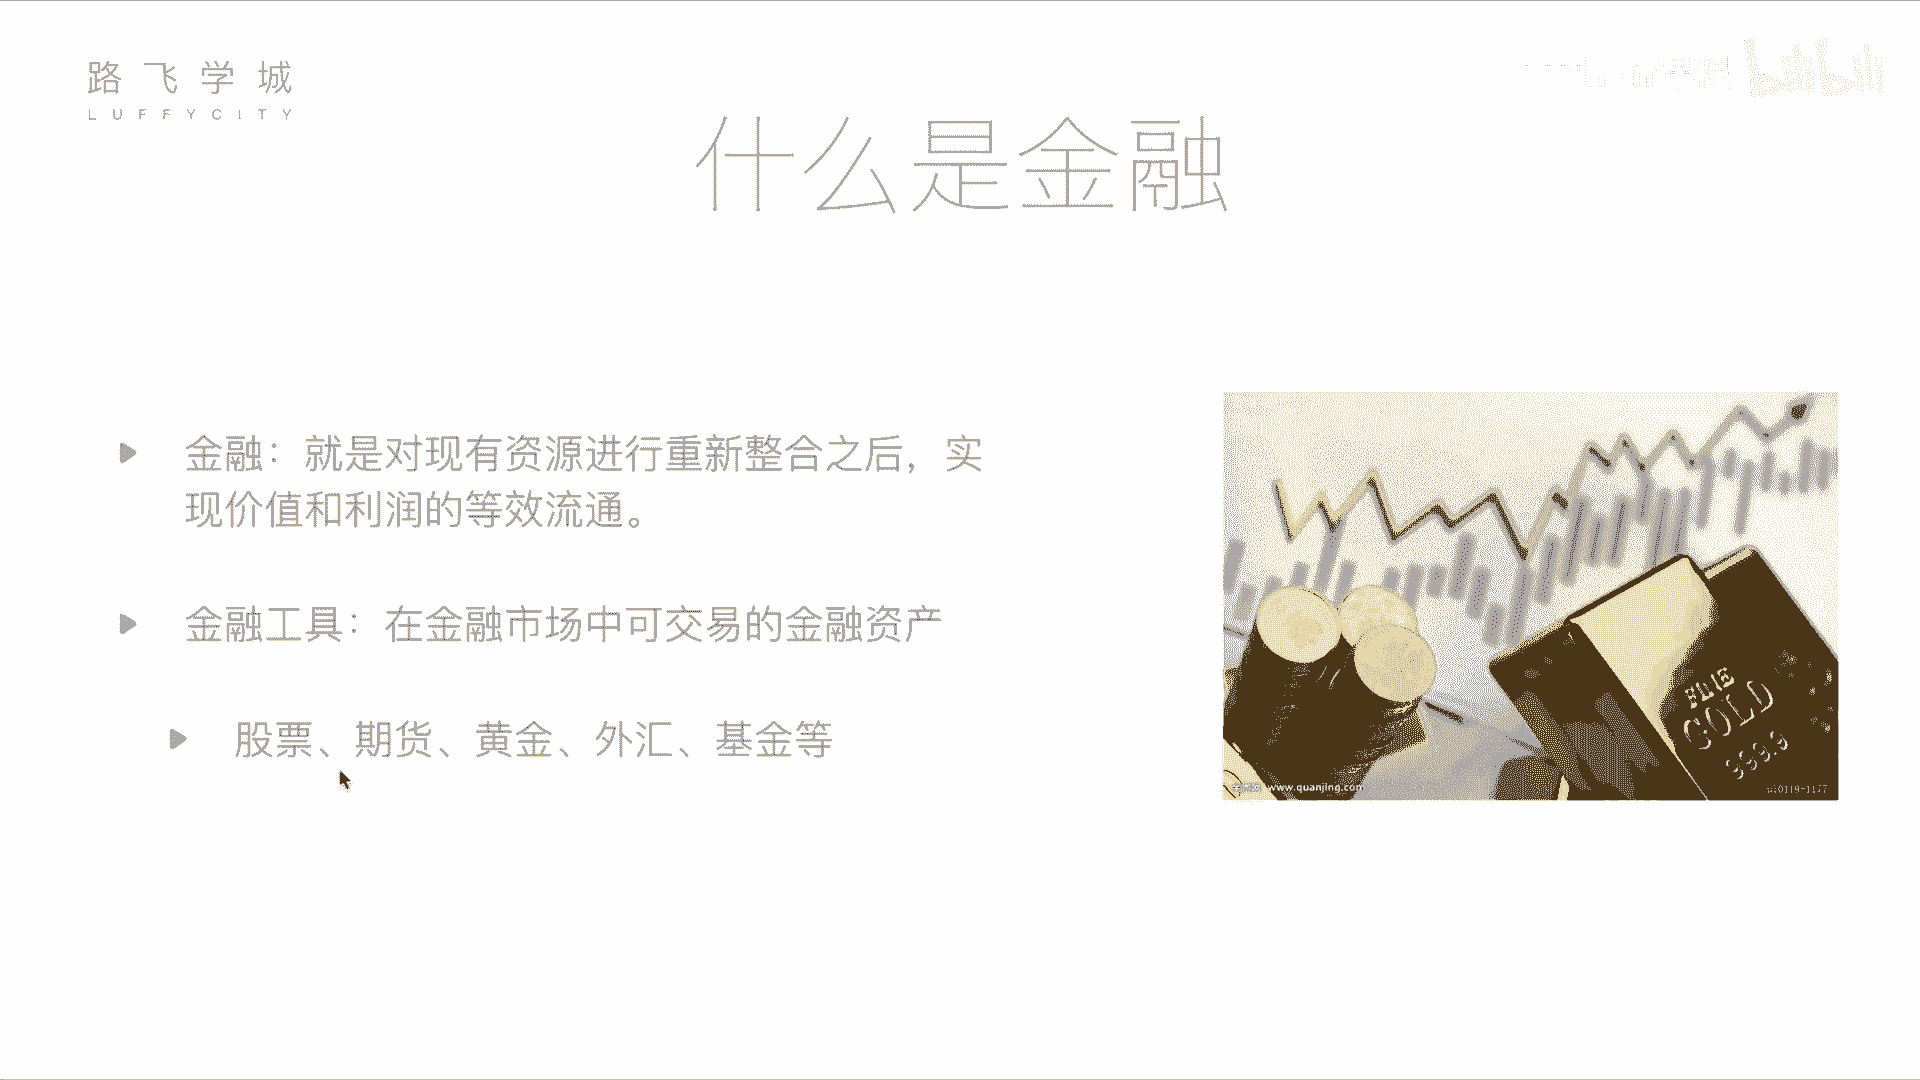 路飞学城
LUFFYCITY
bilibili
什么是金融
金融：就是对现有资源进行重新整合之后，实
现价值和利润的等效流通。
金融工具：在金融市场中可交易的金融资产
股票、期货、黄金、外汇、基金等
FINE
GOLD
999.9
www.quanjing.com